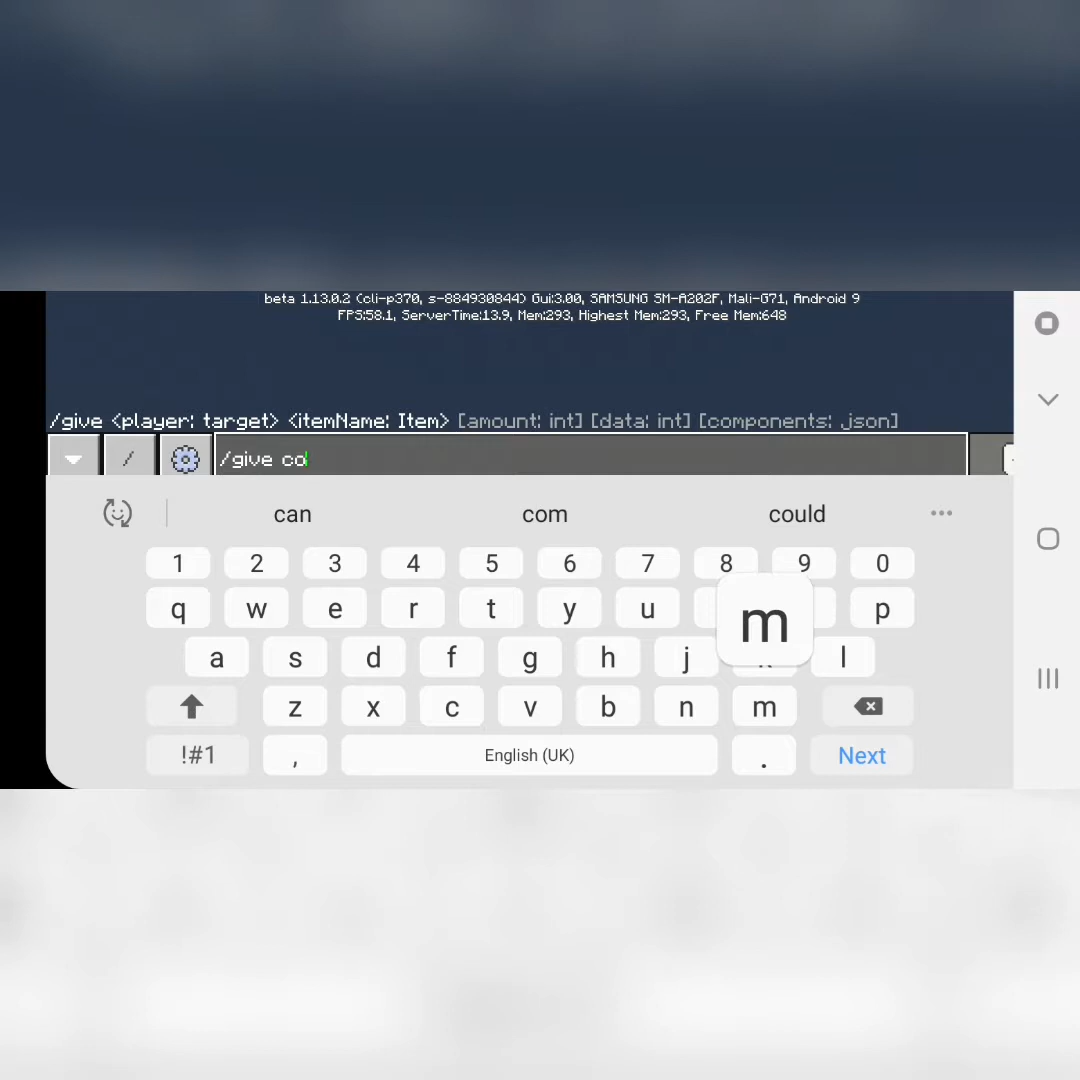 beta 1.13.0.2 (cli-p370, s-884930844) Gui:3.00, SAMSUNG SM-A202F, Mali-G71, Android 9
FPS:58.1, ServerTime:13.9, Mem:293, Highest Mem:293, Free Mem:648
/give <player: target> <itemName: Item> [amount: int] [data: int] [components: json]
/ /give co
can com could
1 2 3 4 5 6 7 8 9 0
q w e r t y u p
m
a s d f g h j l
z x c v b n m
!#1 , English (UK) . Next